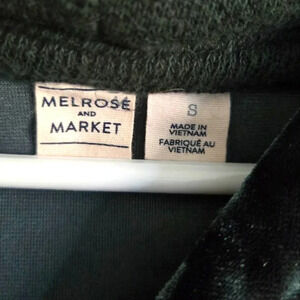 MELROSE
AND
MARKET
S
MADE IN
VIETNAM
FABRIQUÉ AU
VIETNAM